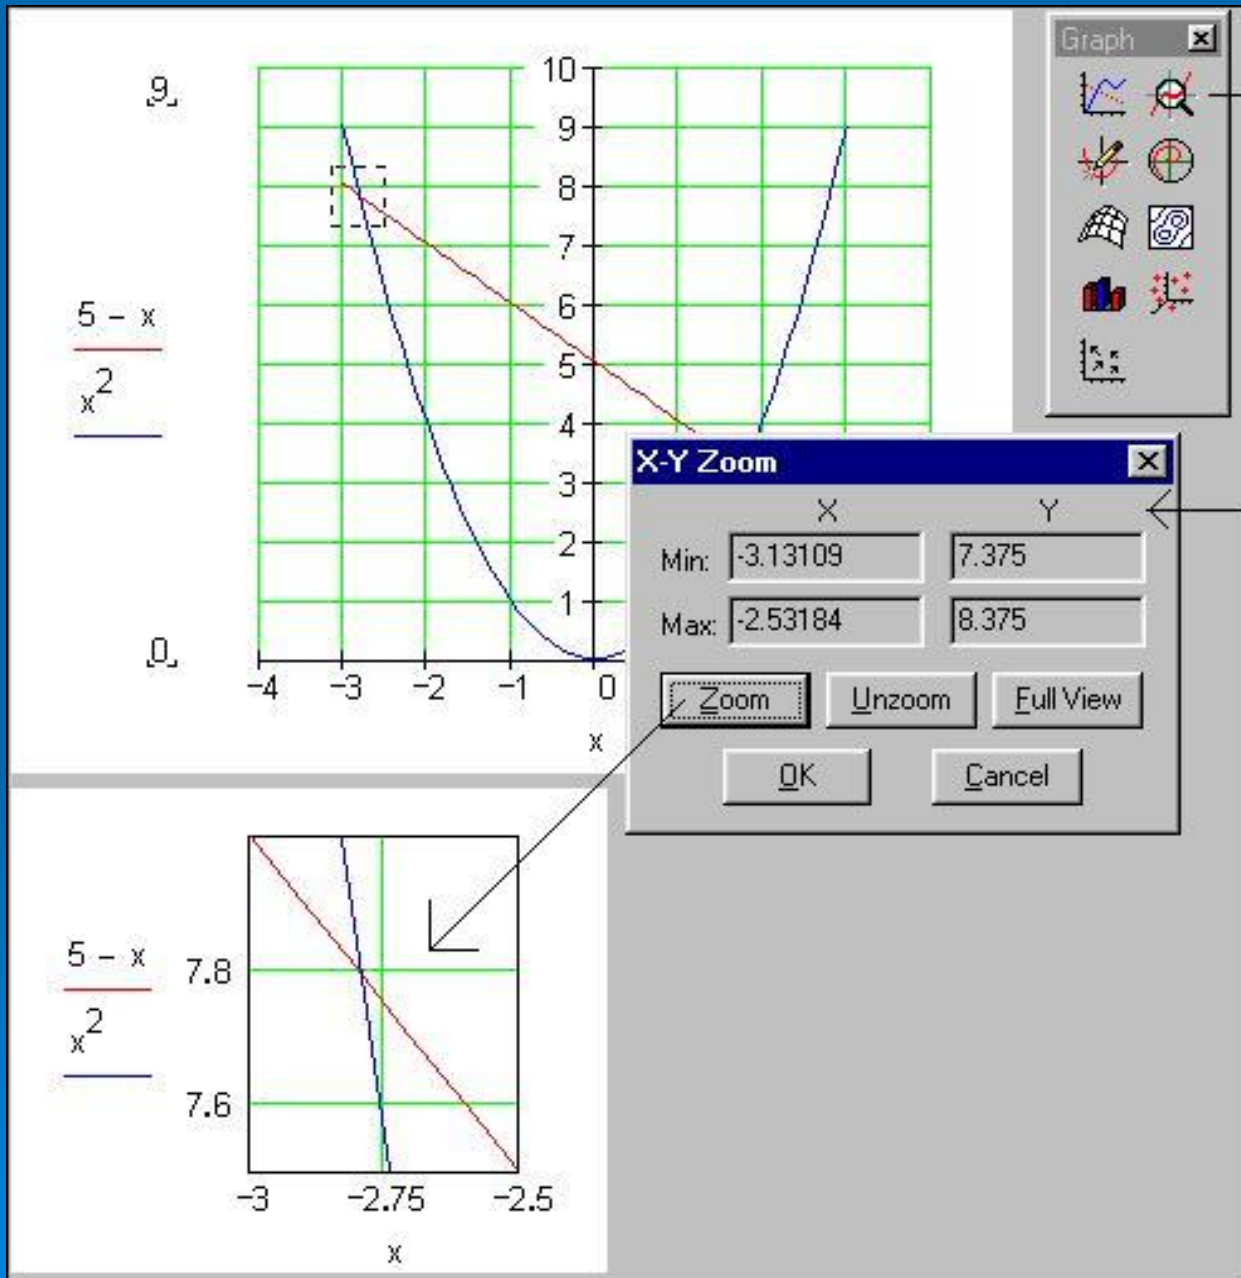 Graph
9
10
9
8
7
6
5
4
3
2
1
0
−4 −3 −2 −1 0
x
5 − x
x²
X-Y Zoom
X Y
Min: -3.13109 7.375
Max: -2.53184 8.375
Zoom Unzoom Full View
OK Cancel
5 − x
x²
7.8
7.6
−3 −2.75 −2.5
x